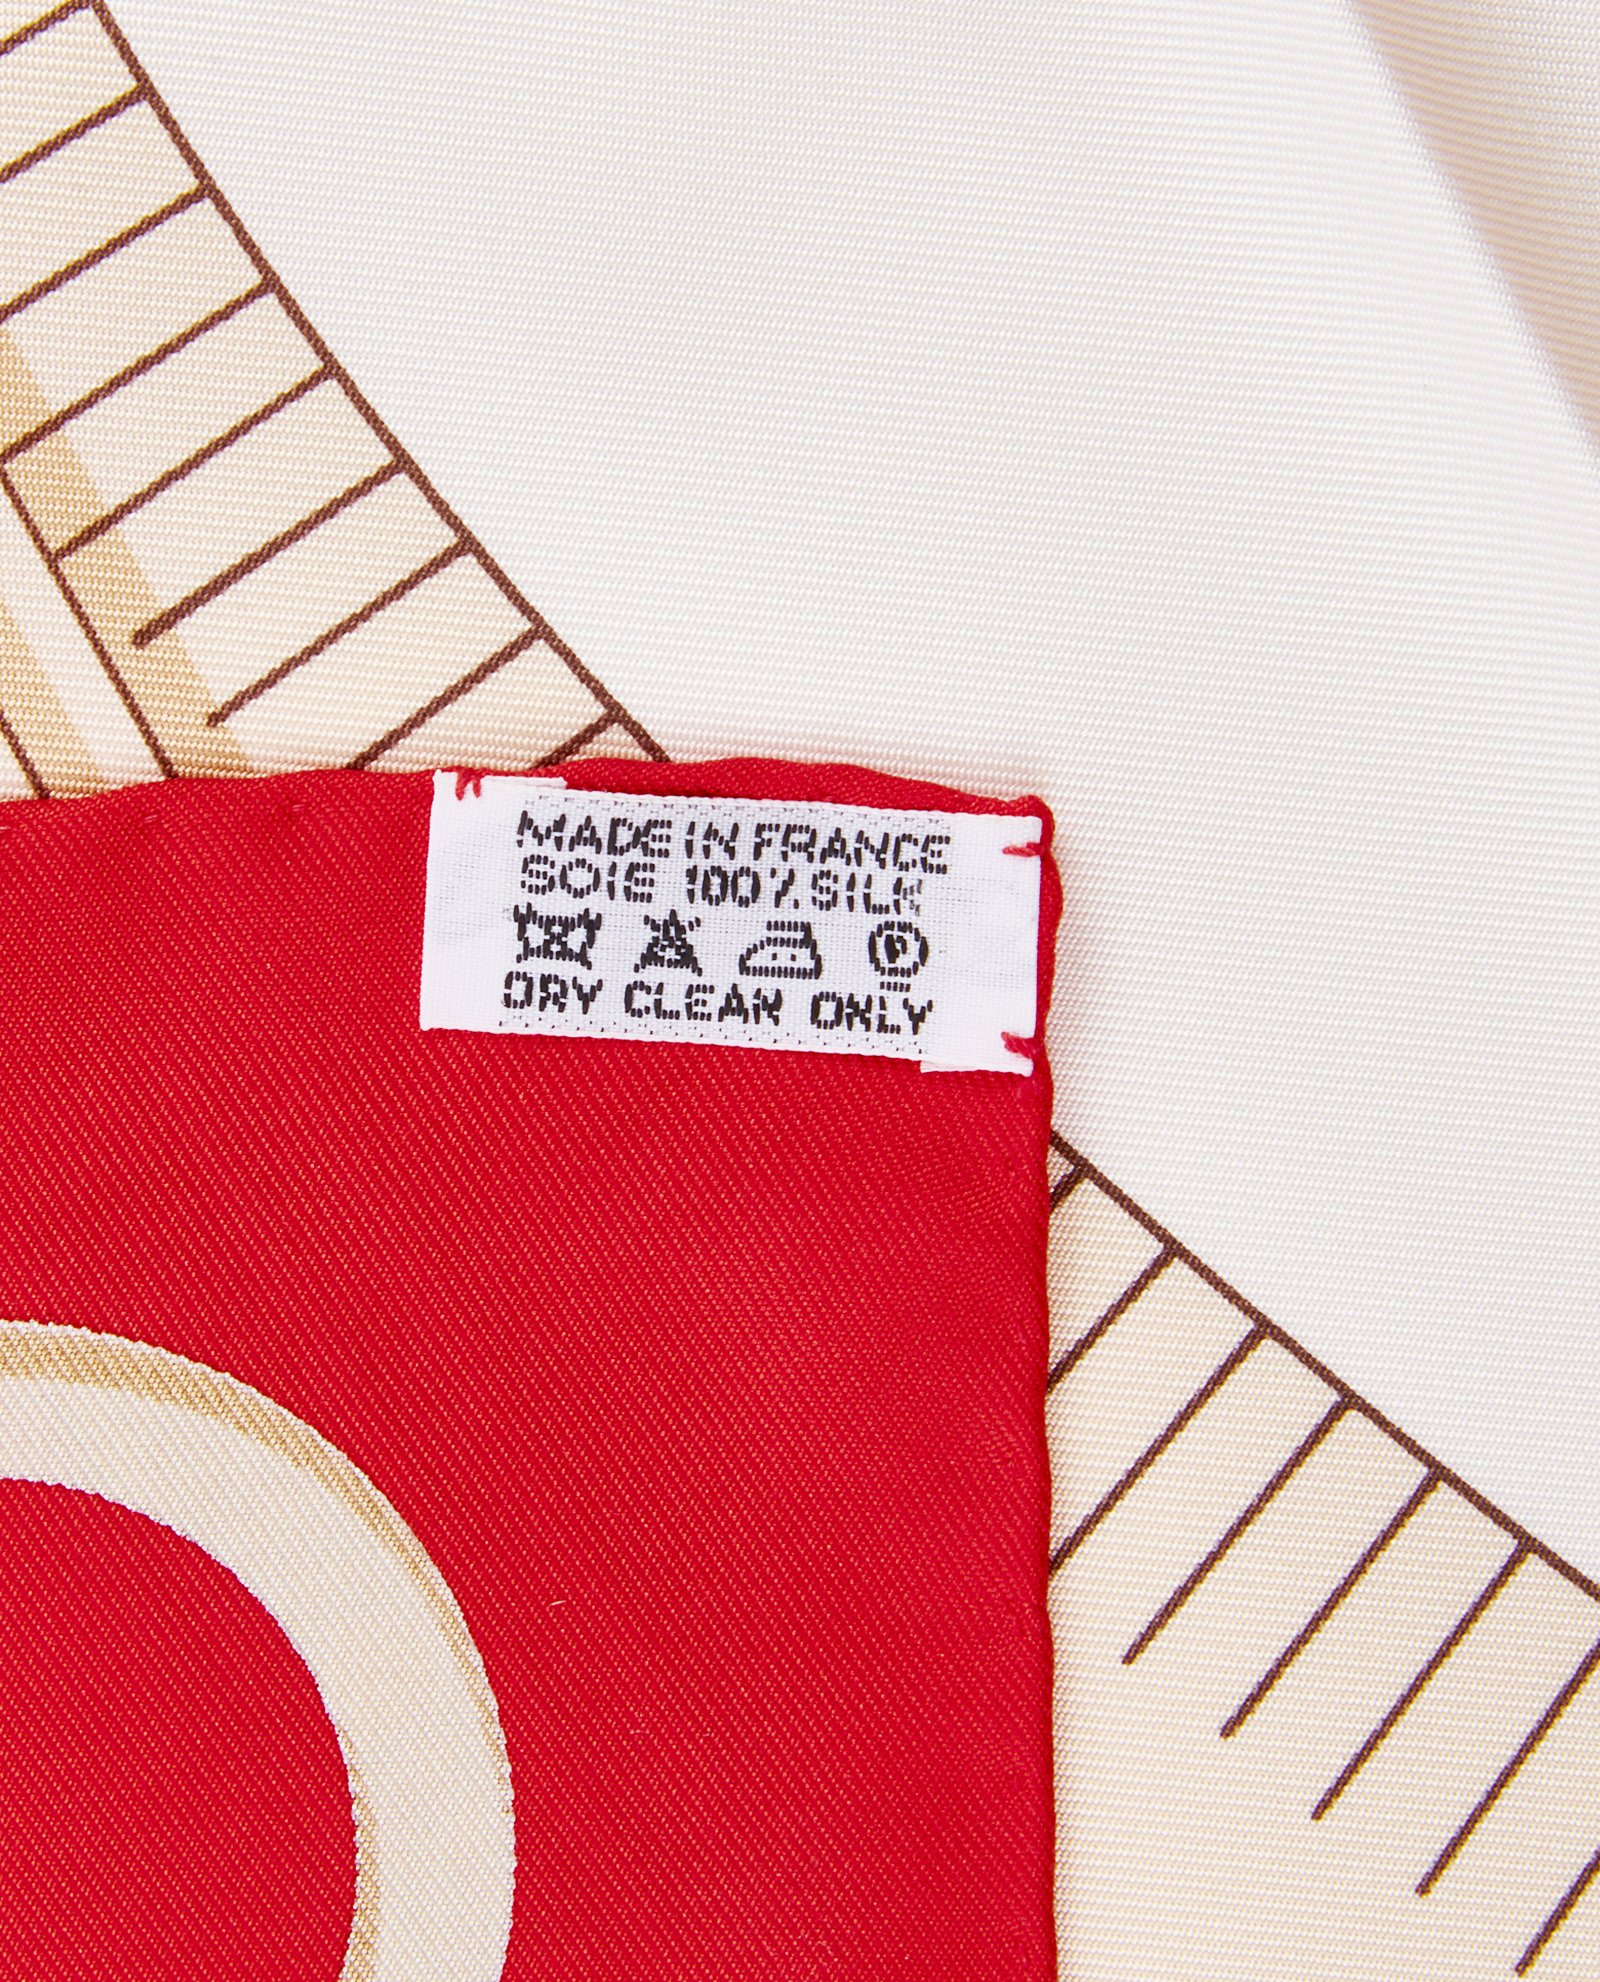 MADE IN FRANCE
SOIE 100% SILK
P
DRY CLEAN ONLY